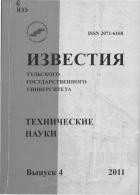 ISSN 2071-6168
ИЗВЕСТИЯ
ТУЛЬСКОГО
ГОСУДАРСТВЕННОГО
УНИВЕРСИТЕТА
ТЕХНИЧЕСКИЕ
НАУКИ
Выпуск 4
2011